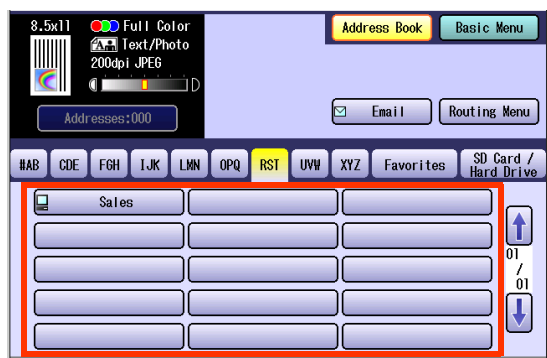 8.5x11 Full Color
A Text/Photo
200dpi JPEG
D
Addresses:000
Address Book Basic Menu
Email Routing Menu
#AB CDE FGH IJK LMN OPQ RST UVW XYZ Favorites SD Card /
Hard Drive
Sales
01
/
01